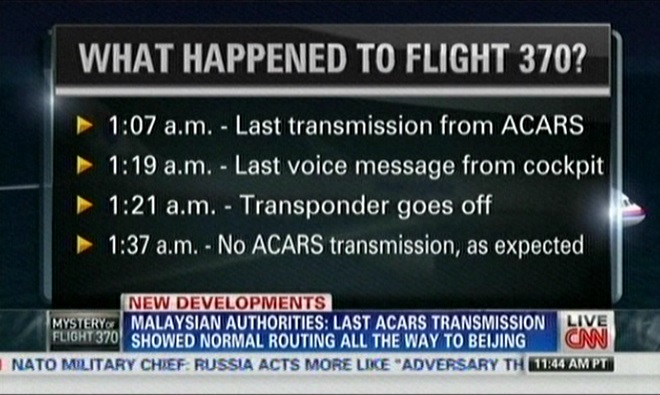 WHAT HAPPENED TO FLIGHT 370?
1:07 a.m. - Last transmission from ACARS
1:19 a.m. - Last voice message from cockpit
1:21 a.m. - Transponder goes off
1:37 a.m. - No ACARS transmission, as expected
NEW DEVELOPMENTS
MYSTERY OF
FLIGHT 370
MALAYSIAN AUTHORITIES: LAST ACARS TRANSMISSION
SHOWED NORMAL ROUTING ALL THE WAY TO BEIJING
LIVE
CNN
NATO MILITARY CHIEF: RUSSIA ACTS MORE LIKE "ADVERSARY TH
11:44 AM PT